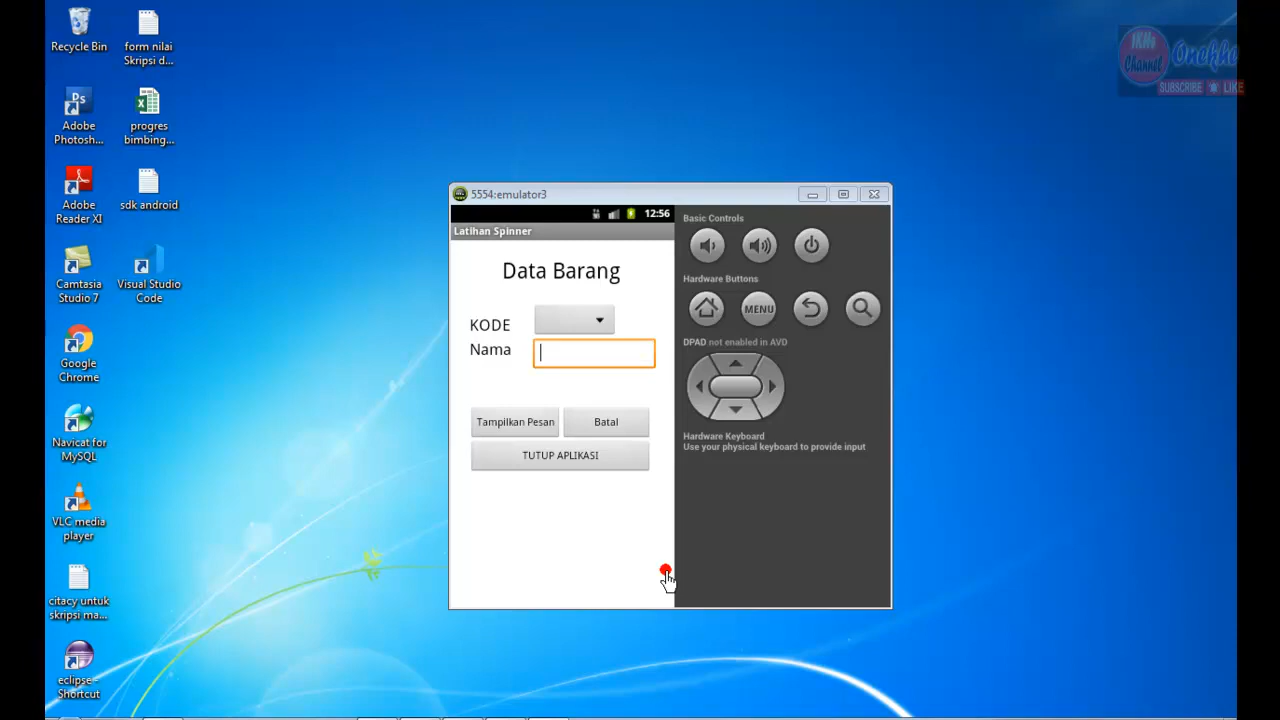 Recycle Bin
form nilai
Skripsi d...
Ps
Adobe
Photosh...
progres
bimbing...
Adobe
Reader XI
sdk android
Camtasia
Studio 7
Visual Studio
Code
Google
Chrome
Navicat for
MySQL
VLC media
player
citacy untuk
skripsi ma...
eclipse -
Shortcut
5554:emulator3
12:56
Latihan Spinner
Data Barang
KODE
Nama
Tampilkan Pesan
Batal
TUTUP APLIKASI
Basic Controls
Hardware Buttons
MENU
DPAD not enabled in AVD
Hardware Keyboard
Use your physical keyboard to provide input
Channel
SUBSCRIBE
LIKE